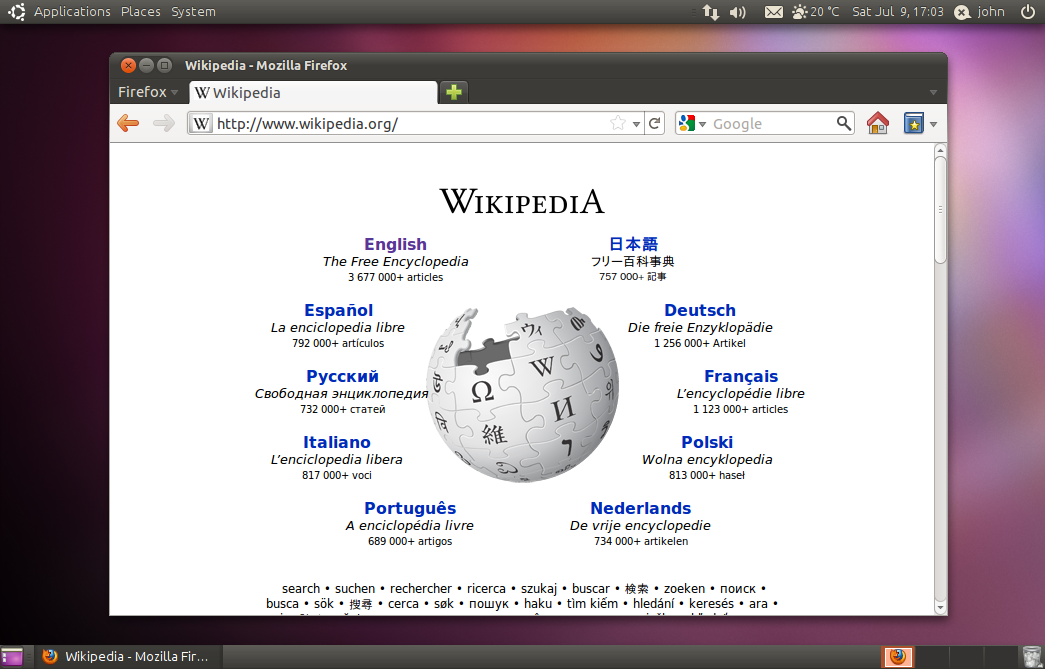 Applications Places System 20 °C Sat Jul 9, 17:03 john
Wikipedia - Mozilla Firefox
Firefox W Wikipedia
W http://www.wikipedia.org/ Google
WIKIPEDIA
English 日本語
The Free Encyclopedia フリー百科事典
3 677 000+ articles 757 000+ 記事
Español Deutsch
La enciclopedia libre Die freie Enzyklopädie
792 000+ artículos 1 256 000+ Artikel
Русский Français
Свободная энциклопедия L'encyclopédie libre
732 000+ статей 1 123 000+ articles
Italiano Polski
L'enciclopedia libera Wolna encyklopedia
817 000+ voci 813 000+ haseł
Português Nederlands
A enciclopédia livre De vrije encyclopedie
689 000+ artigos 734 000+ artikelen
ウィ
W
Ω
И
維
7
search • suchen • rechercher • ricerca • szukaj • buscar • 検索 • zoeken • поиск •
busca • sök • 搜尋 • cerca • søk • пошук • haku • tìm kiếm • hledání • keresés • ara •
Wikipedia - Mozilla Fir...